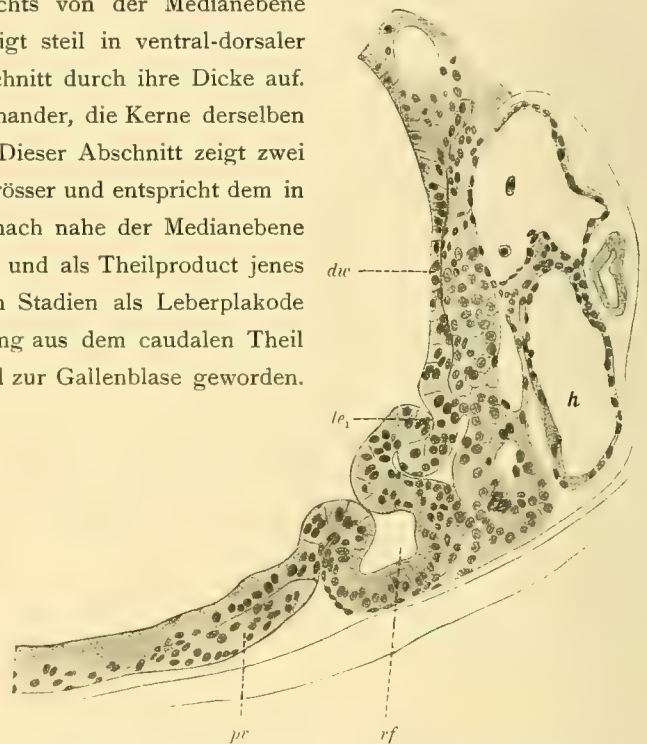 chts von der Medianebene
igt steil in ventral-dorsaler
chnitt durch ihre Dicke auf.
nander, die Kerne derselben
Dieser Abschnitt zeigt zwei
rösser und entspricht dem in
nach nahe der Medianebene
und als Theilproduct jenes
n Stadien als Leberplakode
ng aus dem caudalen Theil
l zur Gallenblase geworden.
dw
le₁
h
pr
rf